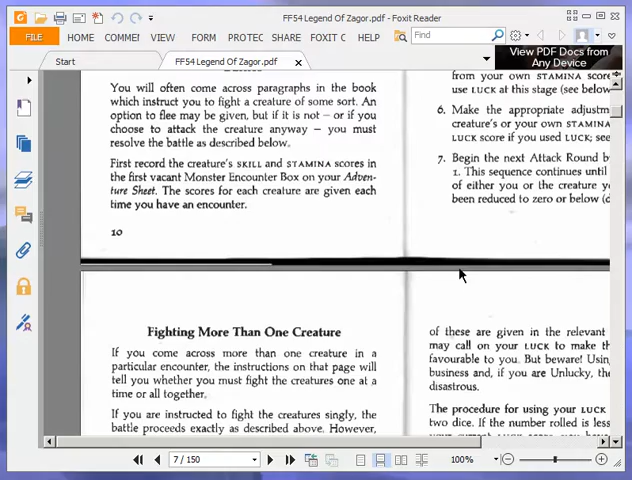 FF54 Legend Of Zagor.pdf - Foxit Reader
FILE HOME COMMEI VIEW FORM PROTEC SHARE FOXIT C HELP
Find
Start FF54 Legend Of Zagor.pdf
View PDF Docs from
Any Device
You will often come across paragraphs in the book
which instruct you to fight a creature of some sort. An
option to flee may be given, but if it is not – or if you
choose to attack the creature anyway – you must
resolve the battle as described below.
First record the creature's SKILL and STAMINA scores in
the first vacant Monster Encounter Box on your Adven-
ture Sheet. The scores for each creature are given each
time you have an encounter.
10
from your own STAMINA score
use LUCK at this stage (see below
6. Make the appropriate adjustm
creature's or your own STAMINA
LUCK score if you used LUCK; see
7. Begin the next Attack Round b
1. This sequence continues until
of either you or the creature y
been reduced to zero or below (d
Fighting More Than One Creature
If you come across more than one creature in a
particular encounter, the instructions on that page will
tell you whether you must fight the creatures one at a
time or all together.
If you are instructed to fight the creatures singly, the
battle proceeds exactly as described above. However,
of these are given in the relevant
may call on your LUCK to make th
favourable to you. But beware! Usin
business and, if you are Unlucky, the
disastrous.
The procedure for using your LUCK
two dice. If the number rolled is less
7 / 150
100%